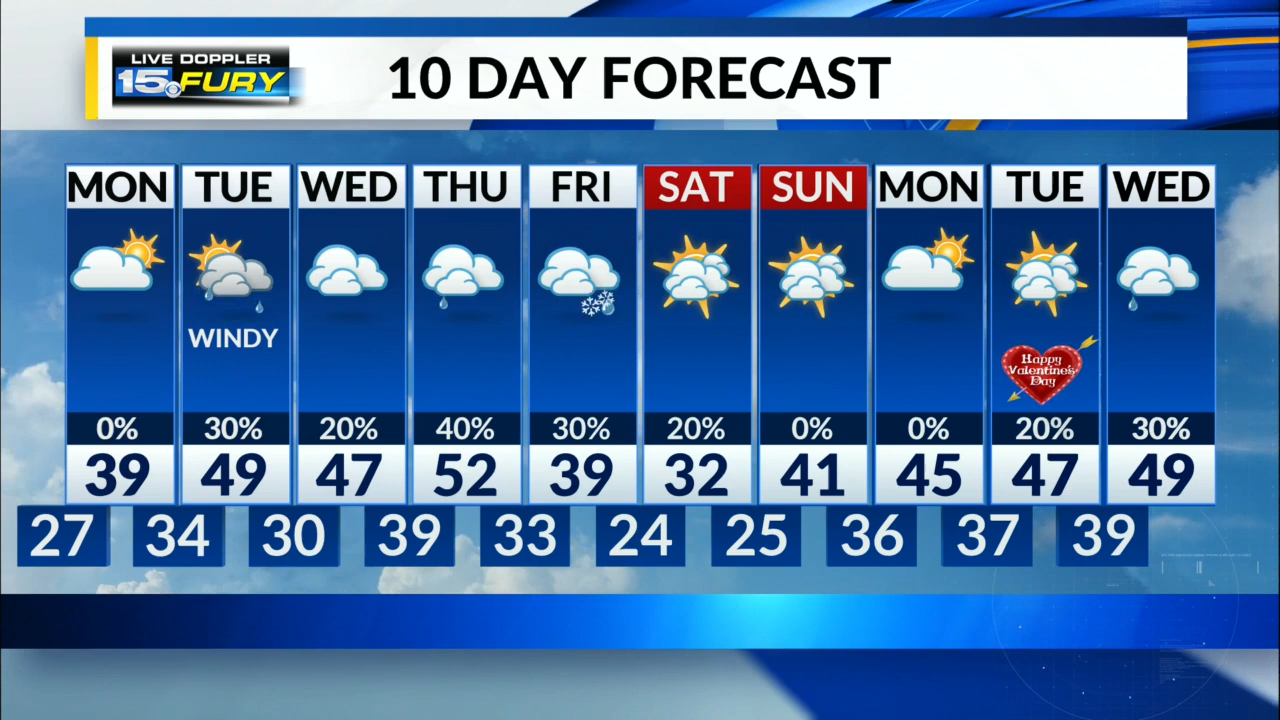 LIVE DOPPLER
15 FURY
10 DAY FORECAST
MON TUE WED THU FRI SAT SUN MON TUE WED
WINDY
Happy
Valentine's
Day
0% 30% 20% 40% 30% 20% 0% 0% 20% 30%
39 49 47 52 39 32 41 45 47 49
27 34 30 39 33 24 25 36 37 39